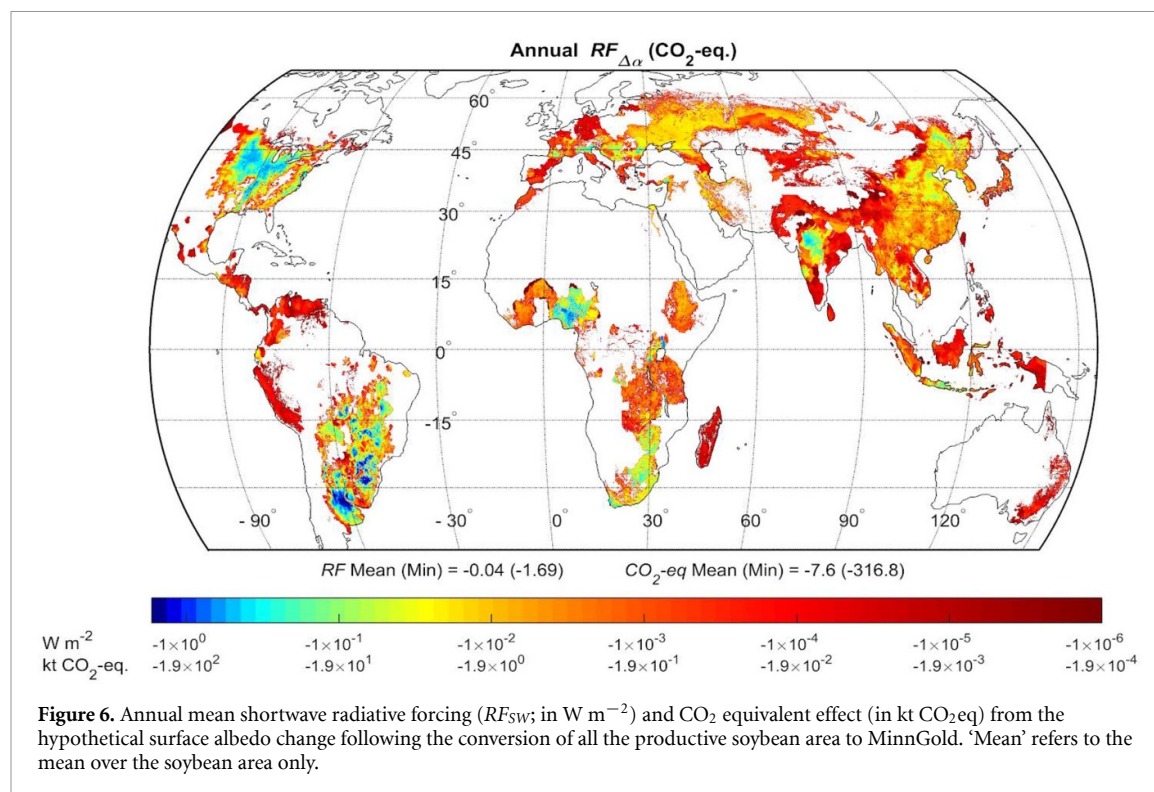 Annual RF_Δα (CO₂-eq.)
60°
45°
30°
15°
0°
-15°
-90° -30° 0° 30° 60° 90° 120°
RF Mean (Min) = -0.04 (-1.69) CO₂-eq Mean (Min) = -7.6 (-316.8)
W m⁻² -1×10⁰ -1×10⁻¹ -1×10⁻² -1×10⁻³ -1×10⁻⁴ -1×10⁻⁵ -1×10⁻⁶
kt CO₂-eq. -1.9×10² -1.9×10¹ -1.9×10⁰ -1.9×10⁻¹ -1.9×10⁻² -1.9×10⁻³ -1.9×10⁻⁴
Figure 6. Annual mean shortwave radiative forcing (RF_SW; in W m⁻²) and CO₂ equivalent effect (in kt CO₂eq) from the
hypothetical surface albedo change following the conversion of all the productive soybean area to MinnGold. ‘Mean’ refers to the
mean over the soybean area only.